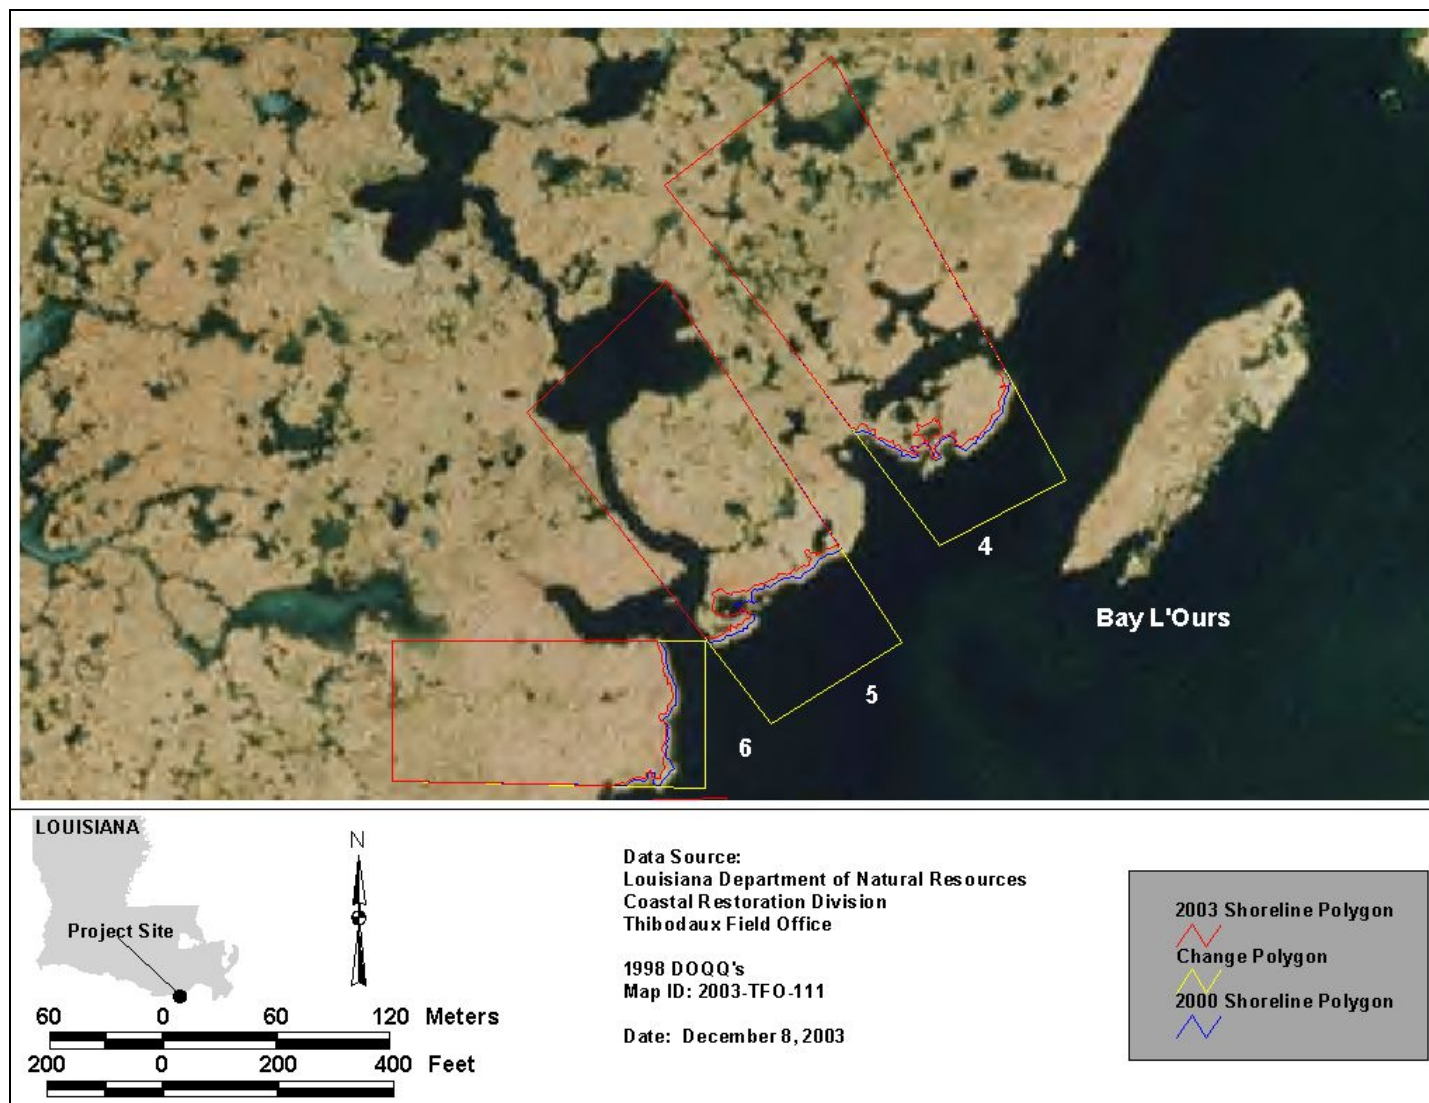 4
Bay L'Ours
5
6
LOUISIANA
Project Site
N
60 0 60 120 Meters
200 0 200 400 Feet
Data Source:
Louisiana Department of Natural Resources
Coastal Restoration Division
Thibodaux Field Office
1998 DOQQ's
Map ID: 2003-TFO-111
Date: December 8, 2003
2003 Shoreline Polygon
Change Polygon
2000 Shoreline Polygon